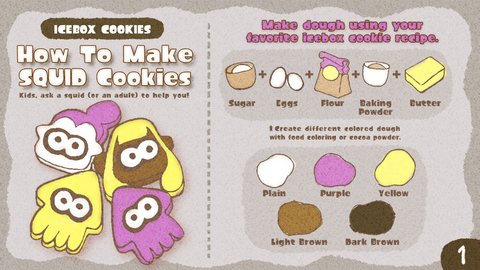 ICEBOX COOKIES
How To Make
SQUID Cookies
Kids, ask a squid (or an adult) to help you!
Make dough using your
favorite icebox cookie recipe.
+ + + +
Sugar Eggs Flour Baking Powder Butter
! Create different colored dough
with food coloring or cocoa powder.
Plain Purple Yellow
Light Brown Dark Brown
1